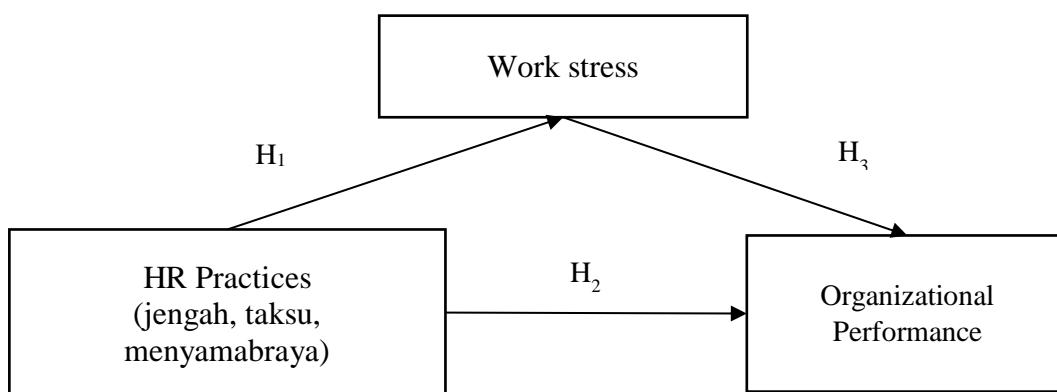 Work stress
H₁
H₃
HR Practices
(jengah, taksu,
menyamabraya)
H₂
Organizational
Performance